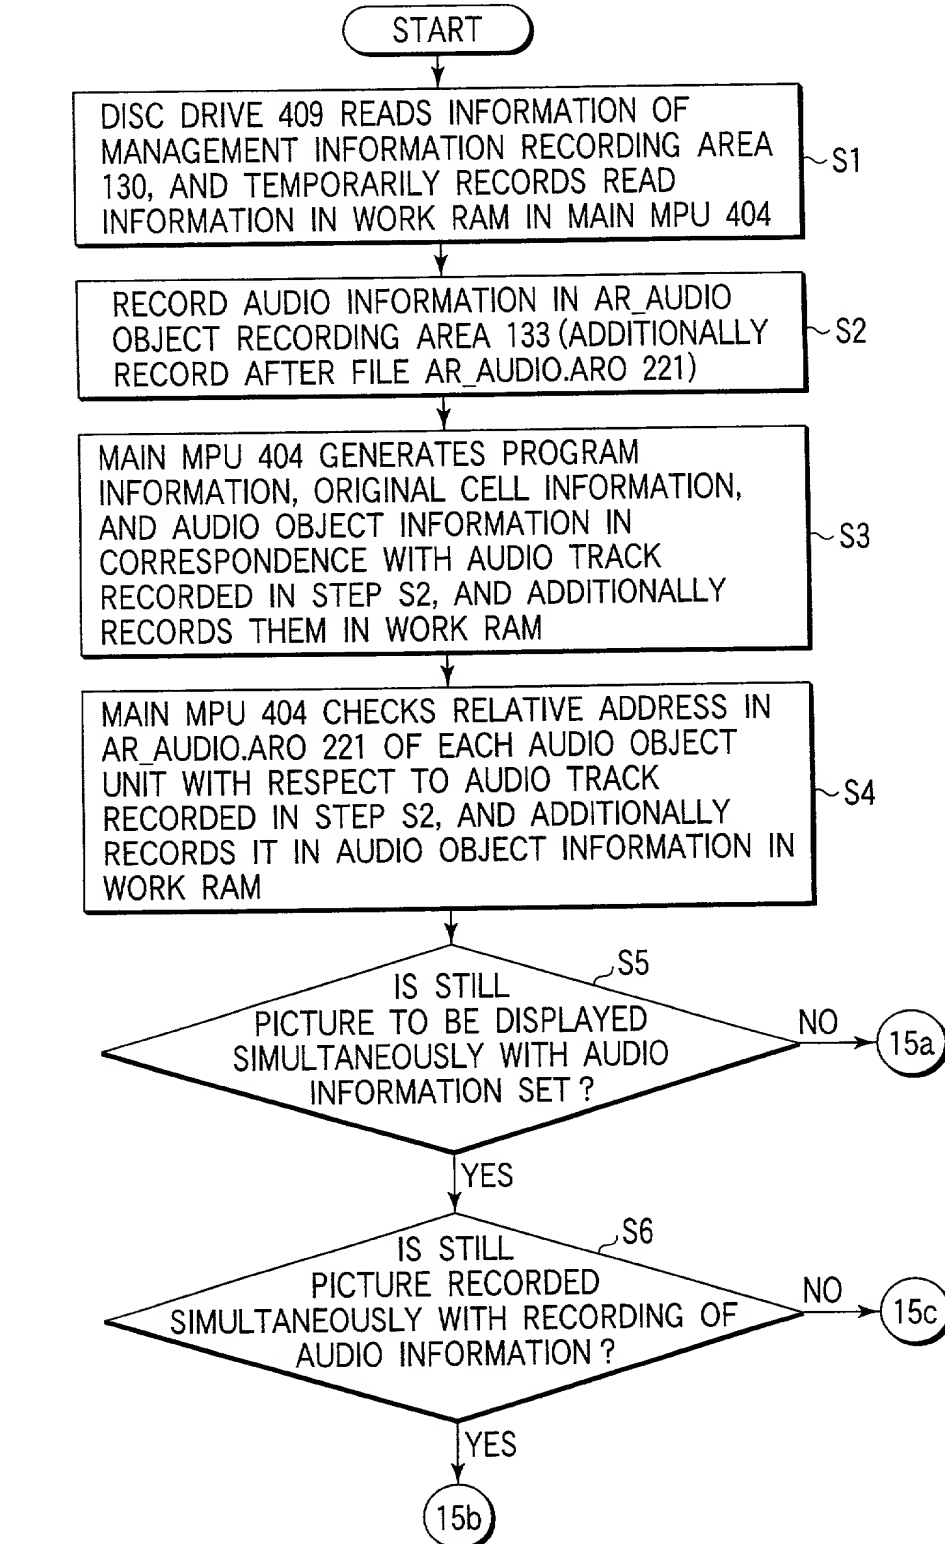 START
DISC DRIVE 409 READS INFORMATION OF
MANAGEMENT INFORMATION RECORDING AREA
130, AND TEMPORARILY RECORDS READ
INFORMATION IN WORK RAM IN MAIN MPU 404
S1
RECORD AUDIO INFORMATION IN AR_AUDIO
OBJECT RECORDING AREA 133 (ADDITIONALLY
RECORD AFTER FILE AR_AUDIO.ARO 221)
S2
MAIN MPU 404 GENERATES PROGRAM
INFORMATION, ORIGINAL CELL INFORMATION,
AND AUDIO OBJECT INFORMATION IN
CORRESPONDENCE WITH AUDIO TRACK
RECORDED IN STEP S2, AND ADDITIONALLY
RECORDS THEM IN WORK RAM
S3
MAIN MPU 404 CHECKS RELATIVE ADDRESS IN
AR_AUDIO.ARO 221 OF EACH AUDIO OBJECT
UNIT WITH RESPECT TO AUDIO TRACK
RECORDED IN STEP S2, AND ADDITIONALLY
RECORDS IT IN AUDIO OBJECT INFORMATION IN
WORK RAM
S4
S5
IS STILL
PICTURE TO BE DISPLAYED
SIMULTANEOUSLY WITH AUDIO
INFORMATION SET ?
NO
15a
YES
S6
IS STILL
PICTURE RECORDED
SIMULTANEOUSLY WITH RECORDING OF
AUDIO INFORMATION ?
NO
15c
YES
15b